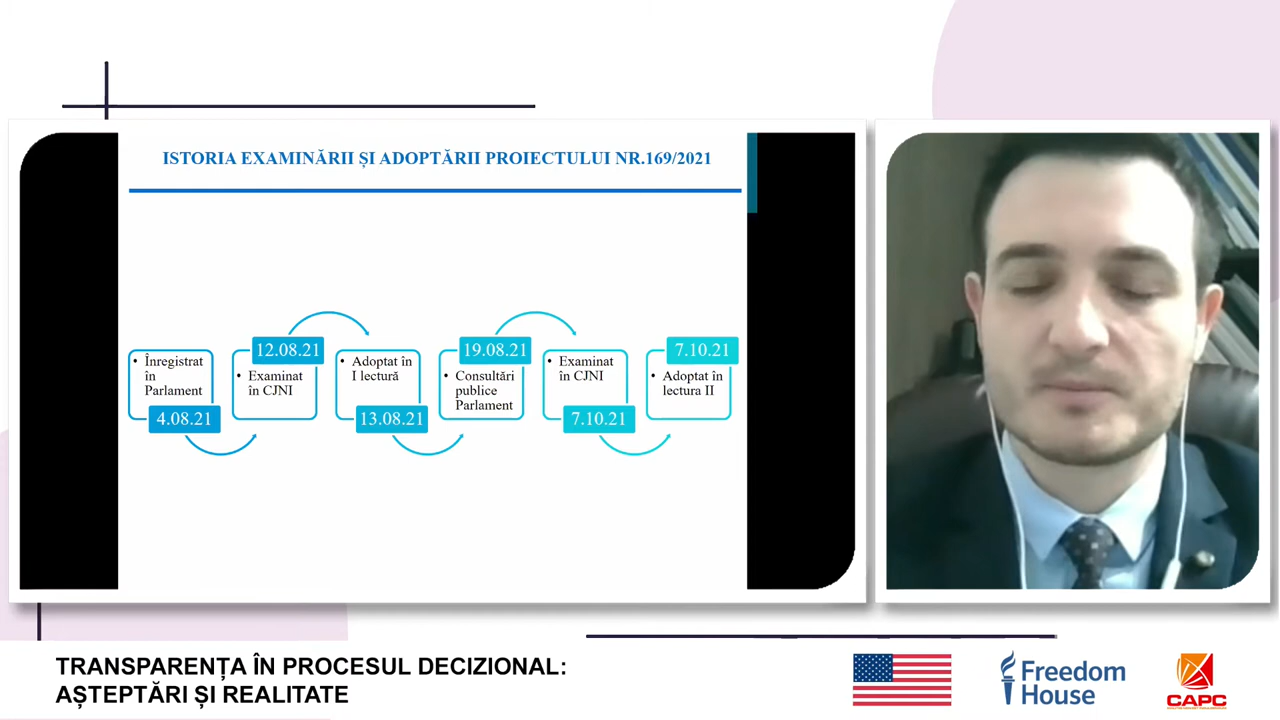 ISTORIA EXAMINĂRII ȘI ADOPTĂRII PROIECTULUI NR.169/2021
• Înregistrat
în
Parlament
4.08.21
12.08.21
• Examinat
în CJNI
• Adoptat în
I lectură
13.08.21
19.08.21
• Consultări
publice
Parlament
• Examinat
în CJNI
7.10.21
7.10.21
• Adoptat în
lectura II
TRANSPARENȚA ÎN PROCESUL DECIZIONAL:
AȘTEPTĂRI ȘI REALITATE
Freedom
House
CAPC